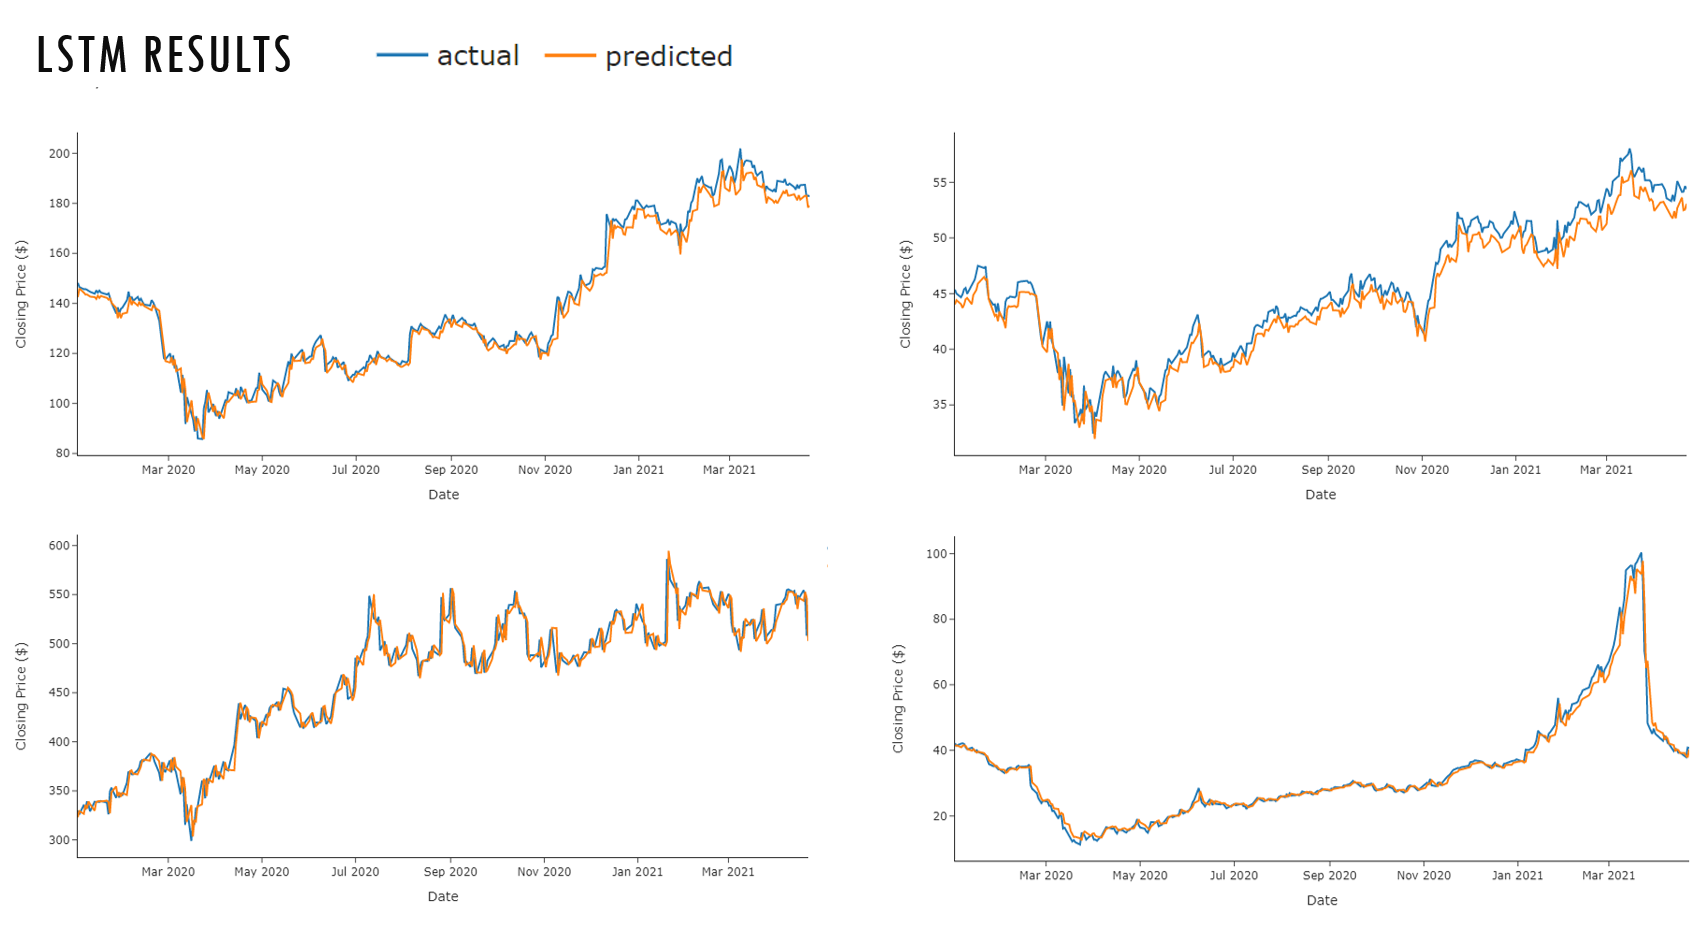 LSTM RESULTS
actual predicted
200
180
160
140
120
100
80
Closing Price ($)
Mar 2020 May 2020 Jul 2020 Sep 2020 Nov 2020 Jan 2021 Mar 2021
Date
55
50
45
40
35
Closing Price ($)
Mar 2020 May 2020 Jul 2020 Sep 2020 Nov 2020 Jan 2021 Mar 2021
Date
600
550
500
450
400
350
300
Closing Price ($)
Mar 2020 May 2020 Jul 2020 Sep 2020 Nov 2020 Jan 2021 Mar 2021
Date
100
80
60
40
20
Closing Price ($)
Mar 2020 May 2020 Jul 2020 Sep 2020 Nov 2020 Jan 2021 Mar 2021
Date